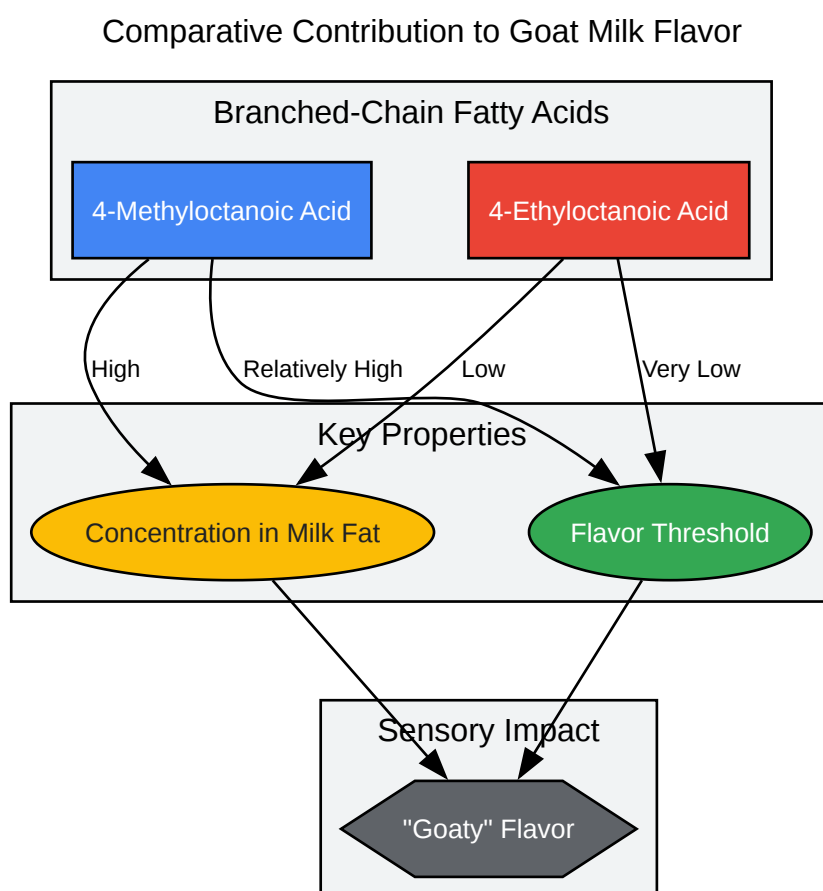 Comparative Contribution to Goat Milk Flavor
Branched-Chain Fatty Acids
4-Methyloctanoic Acid
4-Ethyloctanoic Acid
High
Relatively High
Low
Very Low
Key Properties
Concentration in Milk Fat
Flavor Threshold
Sensory Impact
"Goaty" Flavor